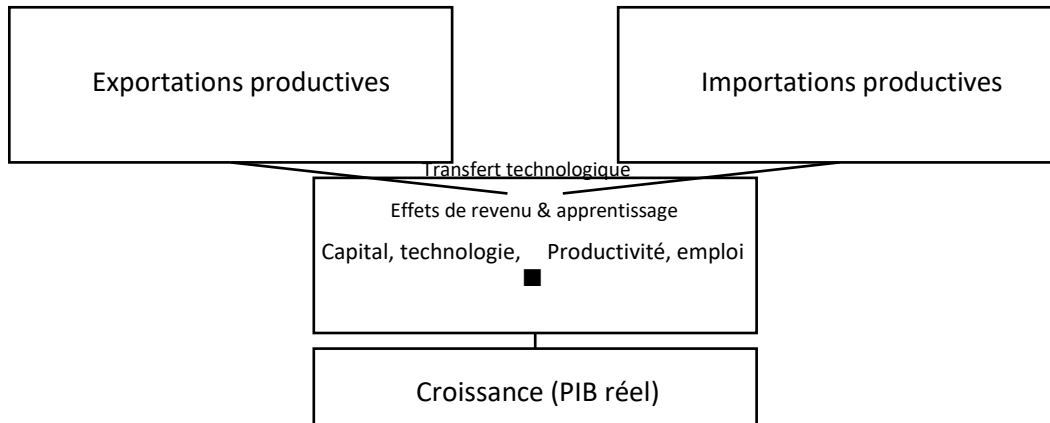 Exportations productives
Importations productives
Transfert technologique
Effets de revenu & apprentissage
Capital, technologie, Productivité, emploi
Croissance (PIB réel)